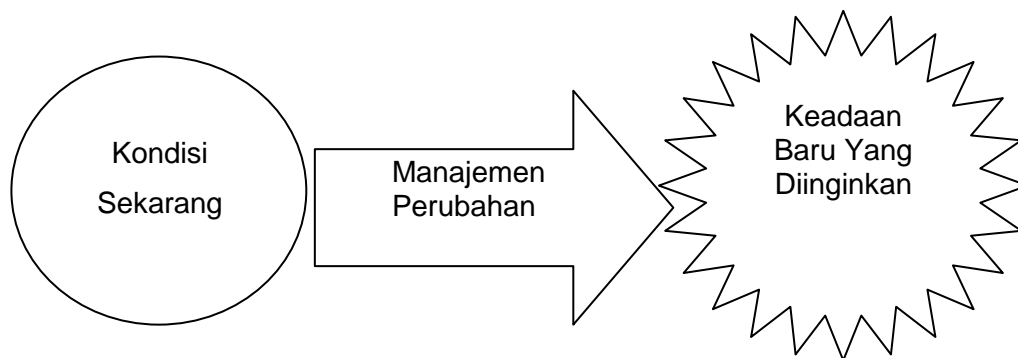 Kondisi
Sekarang
Manajemen
Perubahan
Keadaan
Baru Yang
Diinginkan